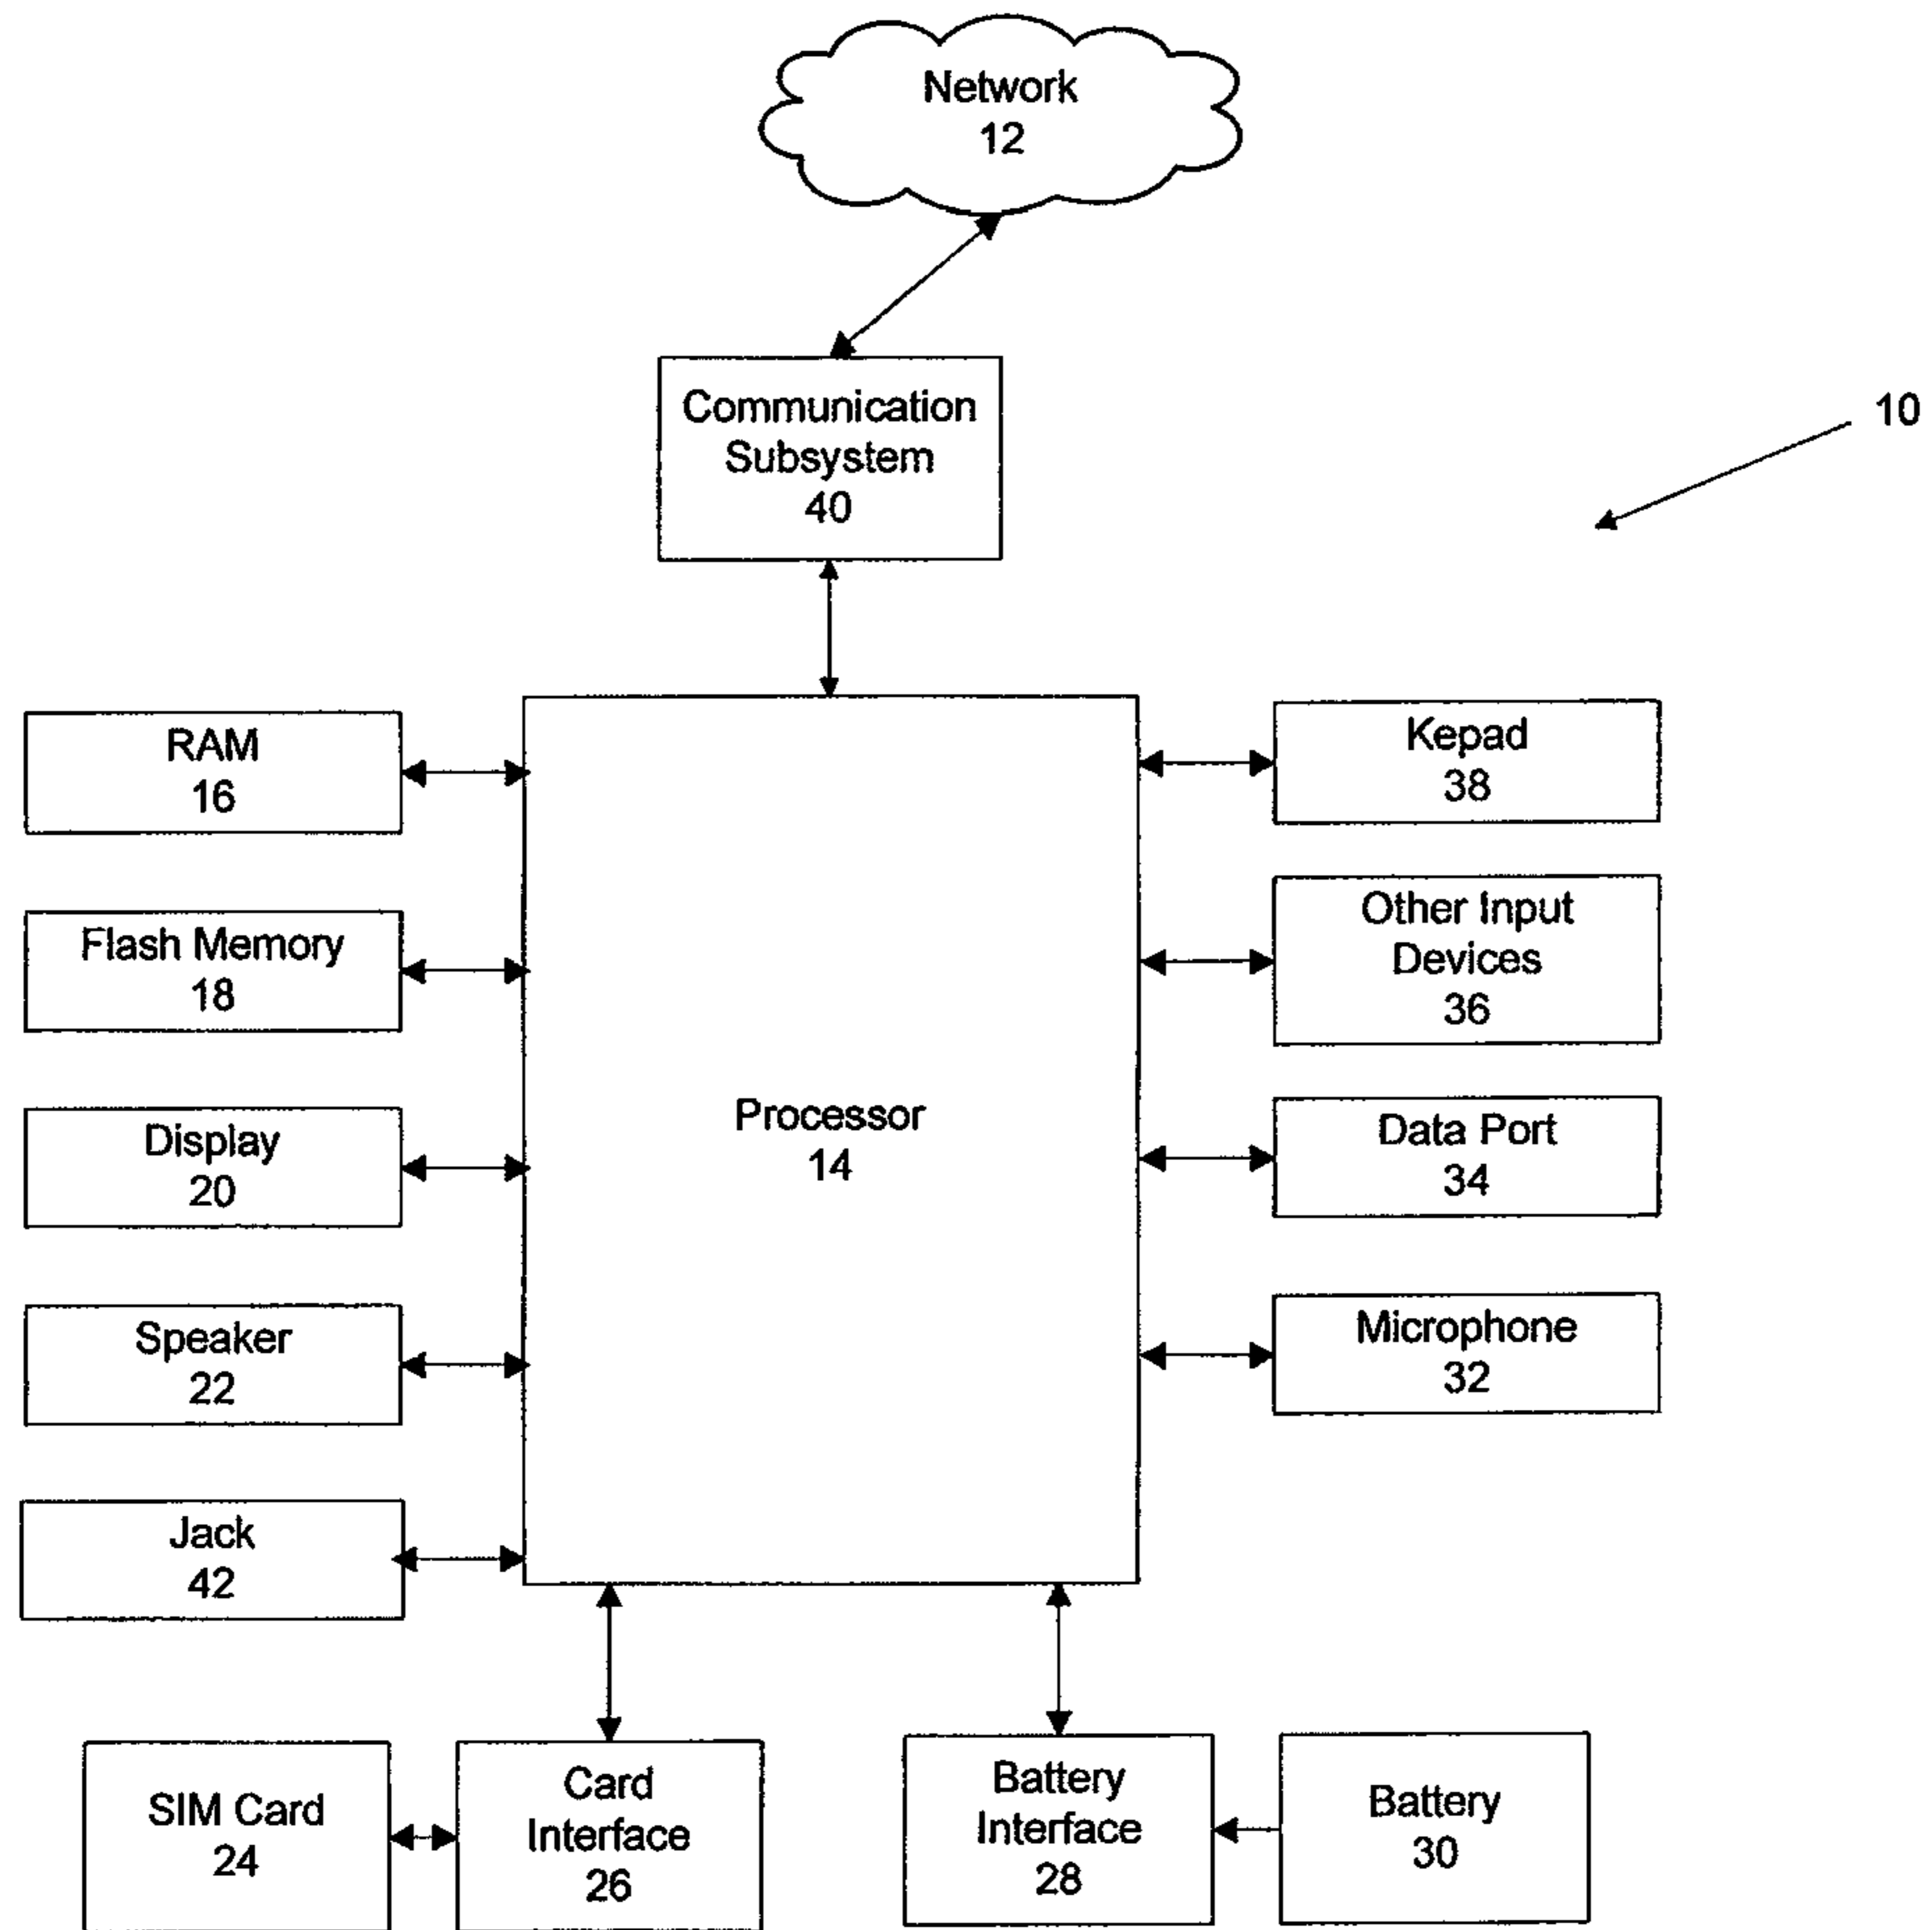 Network
12
Communication
Subsystem
40
10
RAM
16
Flash Memory
18
Display
20
Speaker
22
Jack
42
Processor
14
Kepad
38
Other Input
Devices
36
Data Port
34
Microphone
32
SIM Card
24
Card
Interface
26
Battery
Interface
28
Battery
30